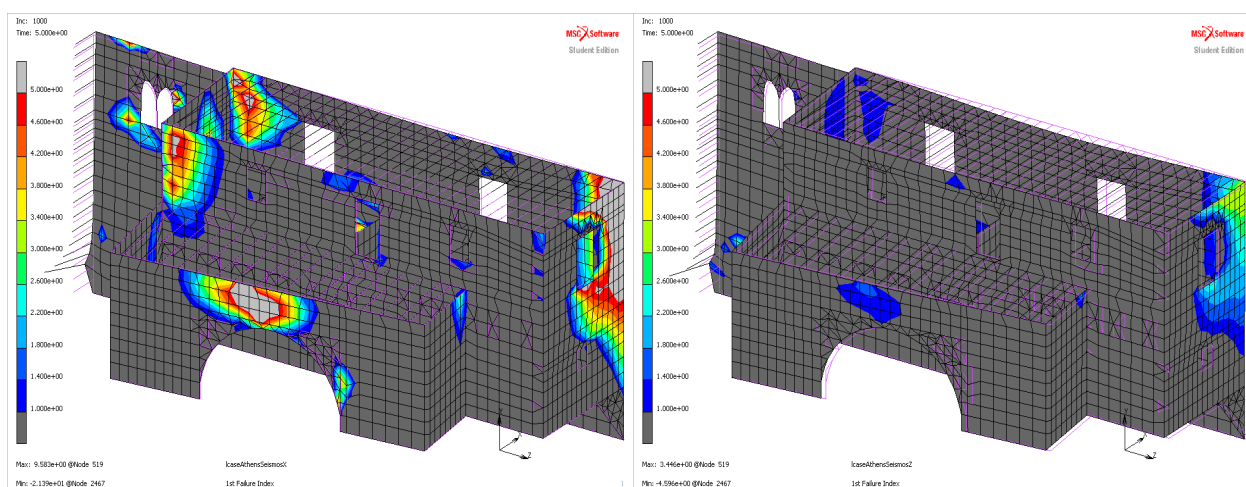 Inc: 1000
Time: 5.000e+00
MSC Software
Student Edition
5.000e+00
4.600e+00
4.200e+00
3.800e+00
3.400e+00
3.000e+00
2.600e+00
2.200e+00
1.800e+00
1.400e+00
1.000e+00
Y
X
Z
Max: 9.583e+00 @Node 519
lcaseAthensSeismosX
Min: -2.139e+01 @Node 2467
1st Failure Index
1
Inc: 1000
Time: 5.000e+00
MSC Software
Student Edition
5.000e+00
4.600e+00
4.200e+00
3.800e+00
3.400e+00
3.000e+00
2.600e+00
2.200e+00
1.800e+00
1.400e+00
1.000e+00
Y
X
Z
Max: 3.446e+00 @Node 519
lcaseAthensSeismosZ
Min: -4.596e+00 @Node 2467
1st Failure Index